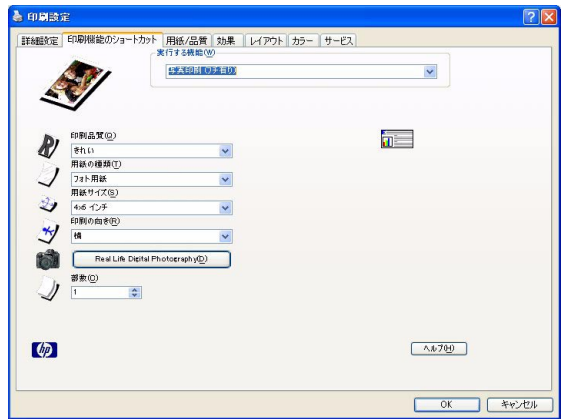 印刷設定
詳細設定 印刷機能のショートカット 用紙/品質 効果 レイアウト カラー サービス
実行する機能(W)
写真印刷 (フチ有り)
印刷品質(Q)
きれい
用紙の種類(T)
フォト用紙
用紙サイズ(S)
4x6 インチ
印刷の向き(R)
横
Real Life Digital Photography(D)
部数(C)
1
hp
ヘルプ(H)
OK キャンセル